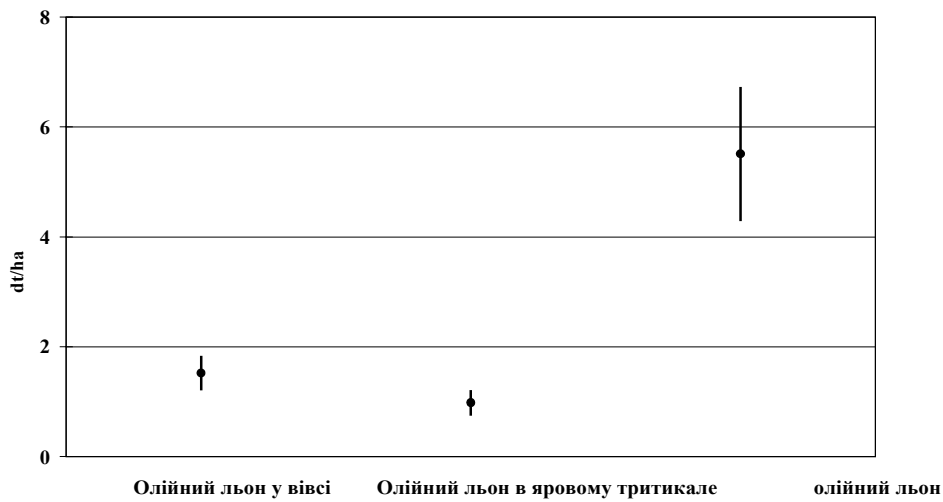 8
6
4
2
0
dt/ha
Олійний льон у вівсі Олійний льон в яровому тритикале олійний льон